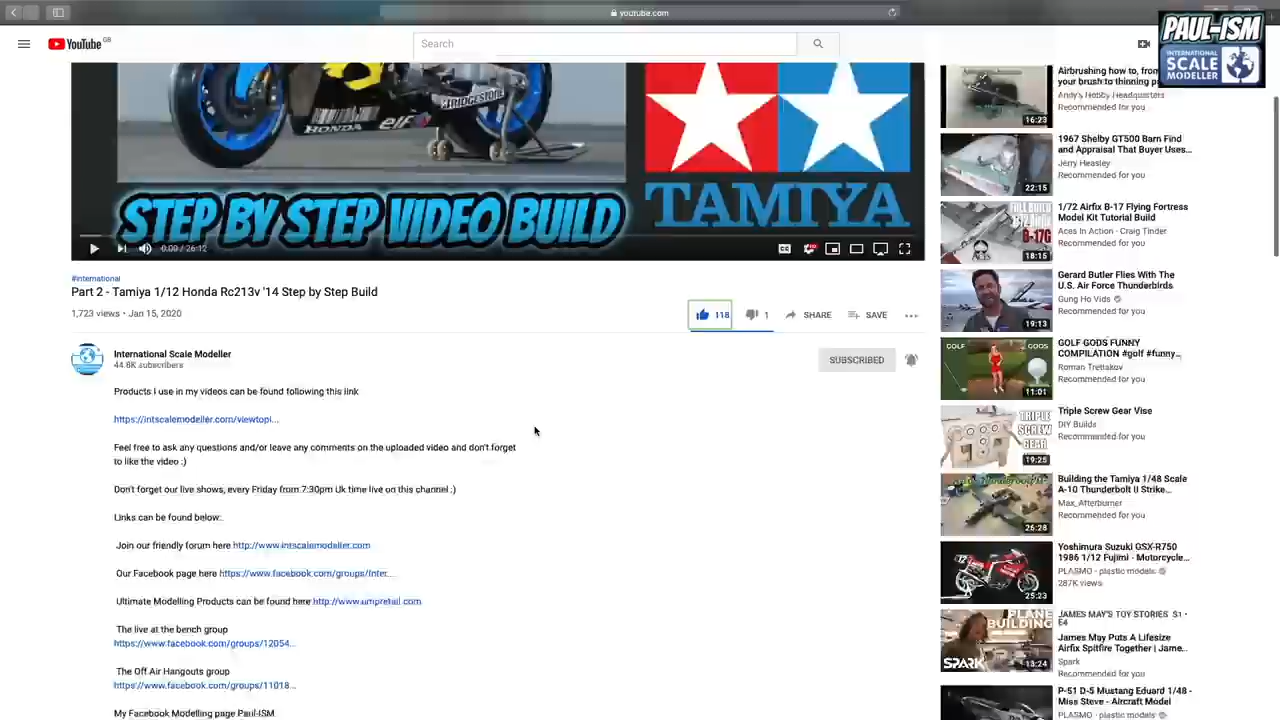 youtube.com
PAUL-ISM
INTERNATIONAL
SCALE
MODELLER
YouTube GB
Search
BRIDGESTONE
HONDA
elf
STEP BY STEP VIDEO BUILD
TAMIYA
0:00 / 26:12
#international
Part 2 - Tamiya 1/12 Honda Rc213v '14 Step by Step Build
1,723 views • Jan 15, 2020
118
1
SHARE
SAVE
International Scale Modeller
44.6K subscribers
SUBSCRIBED
Products I use in my videos can be found following this link
https://intscalemodeller.com/viewtopi...
Feel free to ask any questions and/or leave any comments on the uploaded video and don't forget
to like the video :)
Don't forget our live shows, every Friday from 7:30pm Uk time live on this channel :)
Links can be found below:.
Join our friendly forum here http://www.intscalemodeller.com
Our Facebook page here https://www.facebook.com/groups/Inter...
Ultimate Modelling Products can be found here http://www.umpretail.com
The live at the bench group
https://www.facebook.com/groups/12054...
The Off Air Hangouts group
https://www.facebook.com/groups/11018...
My Facebook Modelling page Paul-ISM
Airbrushing how to, from
your brush to thinning p
Andy's Hobby Headquarters
Recommended for you
16:23
1967 Shelby GT500 Barn Find
and Appraisal That Buyer Uses...
Jerry Heasley
Recommended for you
22:15
1/72 Airfix B-17 Flying Fortress
Model Kit Tutorial Build
Aces In Action - Craig Tinder
Recommended for you
FULL BUILD
B-17G
ACES
18:15
Gerard Butler Flies With The
U.S. Air Force Thunderbirds
Gung Ho Vids
Recommended for you
19:13
GOLF GODS FUNNY
COMPILATION #golf #funny...
Roman Trettakov
Recommended for you
GOLF GODS
11:01
Triple Screw Gear Vise
DIY Builds
Recommended for you
TRIPLE
SCREW
GEAR
19:25
Building the Tamiya 1/48 Scale
A-10 Thunderbolt II Strike...
Max_Afterburner
Recommended for you
26:28
Yoshimura Suzuki GSX-R750
1986 1/12 Fujimi - Motorcycle...
PLASMO - plastic models
287K views
12
25:23
JAMES MAY'S TOY STORIES S1 •
E4
James May Puts A Lifesize
Airfix Spitfire Together | Jame...
Spark
Recommended for you
PLANE
BUILDING
SPARK
13:24
P-51 D-5 Mustang Eduard 1/48 -
Miss Steve - Aircraft Model
PLASMO - plastic models